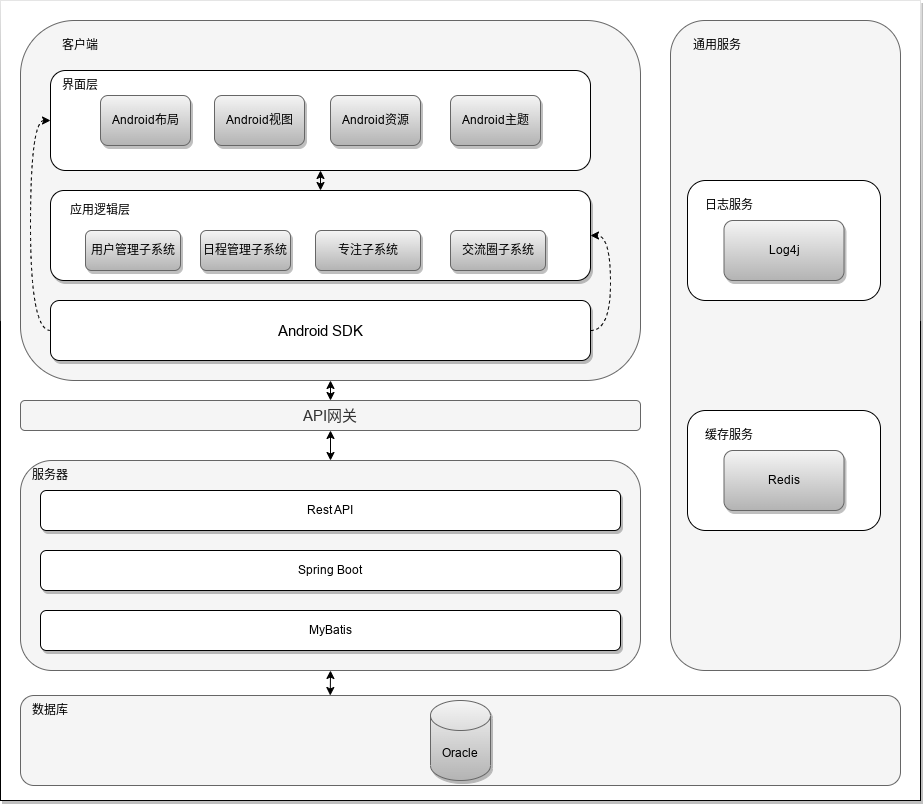 客户端
界面层
Android布局
Android视图
Android资源
Android主题
应用逻辑层
用户管理子系统
日程管理子系统
专注子系统
交流圈子系统
Android SDK
API网关
服务器
Rest API
Spring Boot
MyBatis
数据库
Oracle
通用服务
日志服务
Log4j
缓存服务
Redis